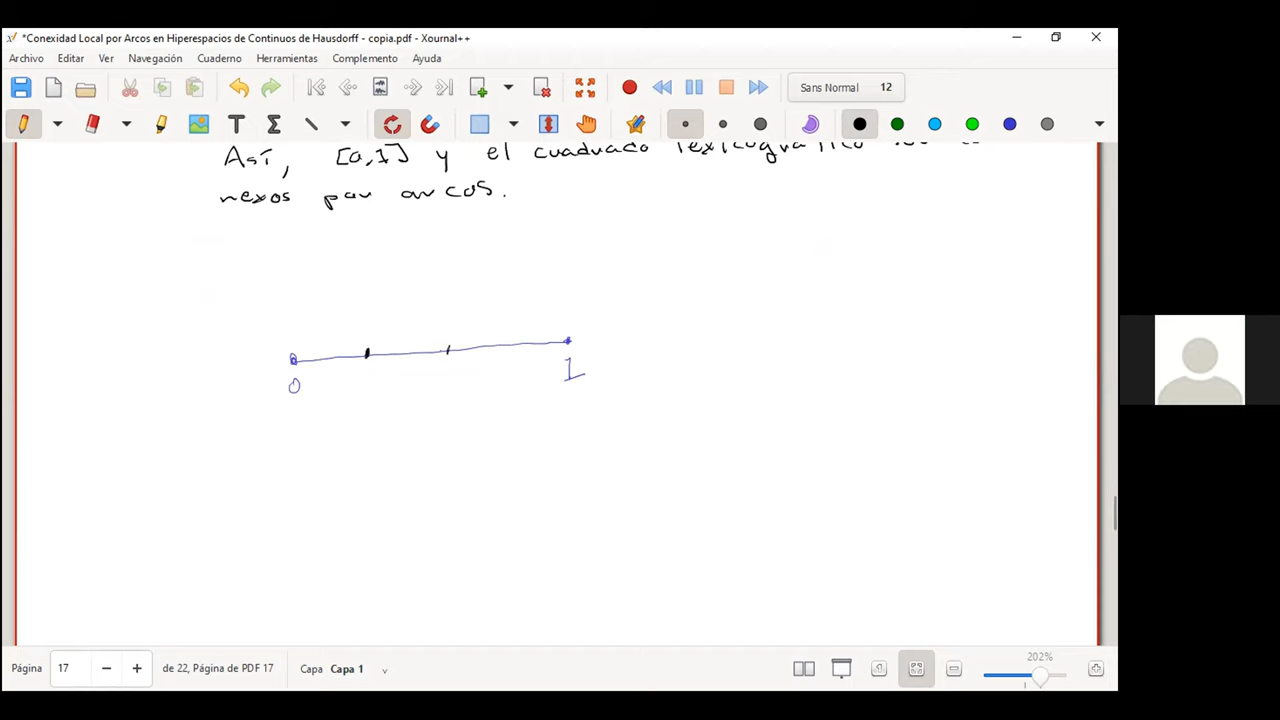 *Conexidad Local por Arcos en Hiperespacios de Continuos de Hausdorff - copia.pdf - Xournal++
Archivo Editar Ver Navegación Cuaderno Herramientas Complemento Ayuda
Sans Normal 12
Así, [0,1] y el cuadrado lexicográfico
nexos por arcos.
0 1
Página 17 de 22, Página de PDF 17 Capa Capa 1 202%